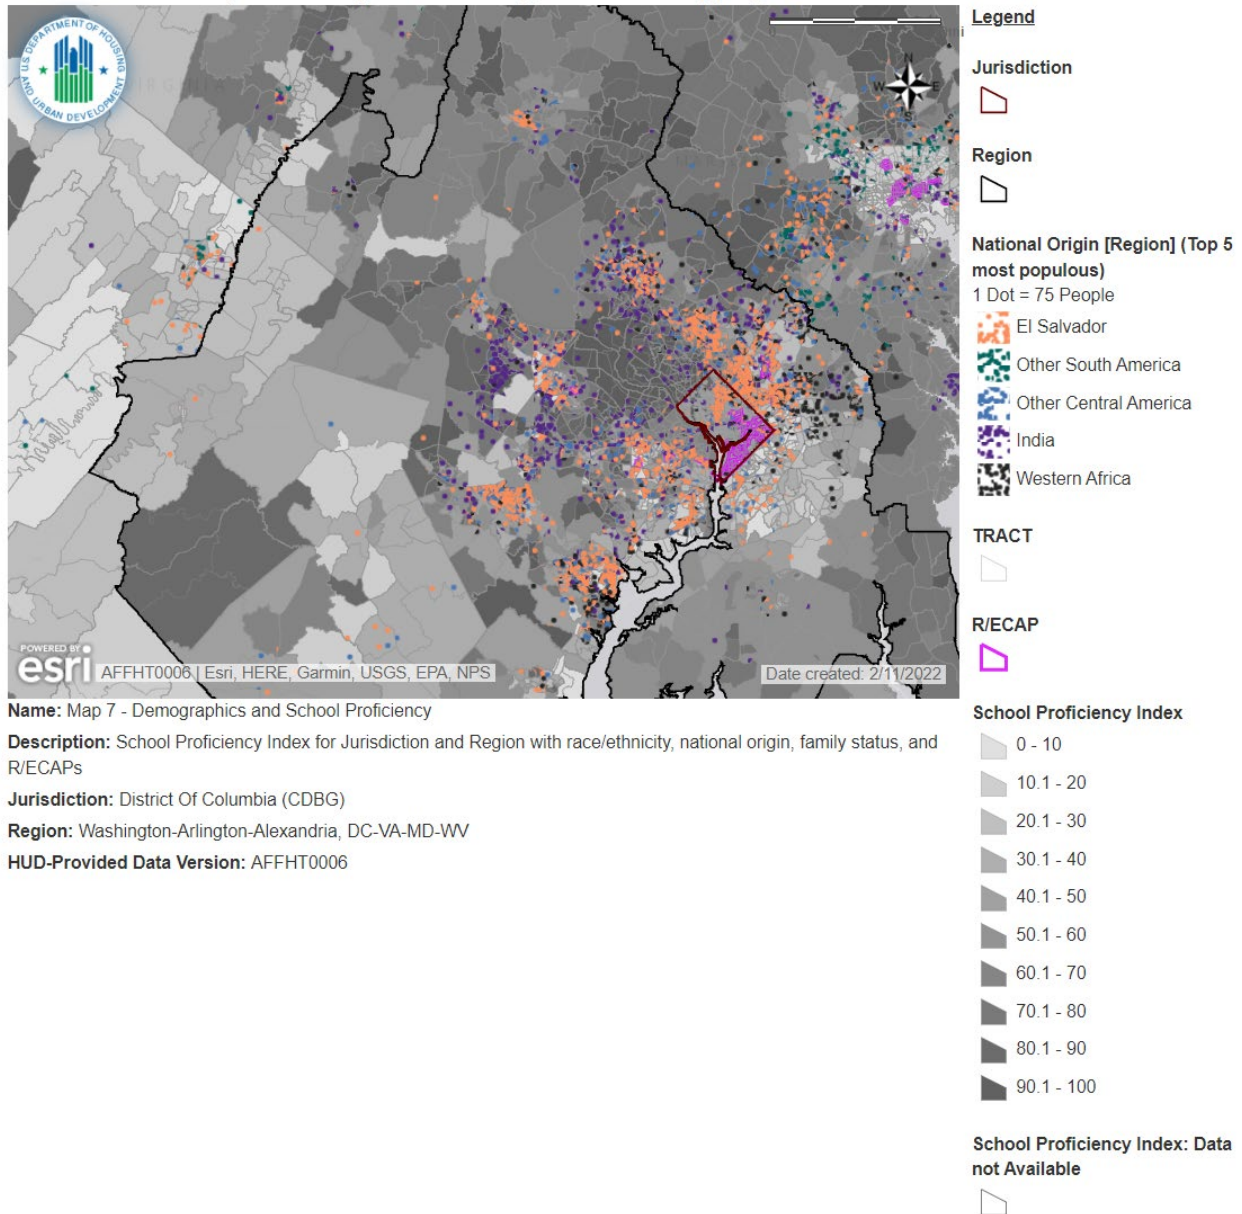 U.S. DEPARTMENT OF HOUSING
AND URBAN DEVELOPMENT
N
W
E
S
POWERED BY
esri
AFFHT0006 | Esri, HERE, Garmin, USGS, EPA, NPS
Date created: 2/11/2022
Name: Map 7 - Demographics and School Proficiency
Description: School Proficiency Index for Jurisdiction and Region with race/ethnicity, national origin, family status, and
R/ECAPs
Jurisdiction: District Of Columbia (CDBG)
Region: Washington-Arlington-Alexandria, DC-VA-MD-WV
HUD-Provided Data Version: AFFHT0006
Legend
Jurisdiction
Region
National Origin [Region] (Top 5
most populous)
1 Dot = 75 People
El Salvador
Other South America
Other Central America
India
Western Africa
TRACT
R/ECAP
School Proficiency Index
0 - 10
10.1 - 20
20.1 - 30
30.1 - 40
40.1 - 50
50.1 - 60
60.1 - 70
70.1 - 80
80.1 - 90
90.1 - 100
School Proficiency Index: Data
not Available